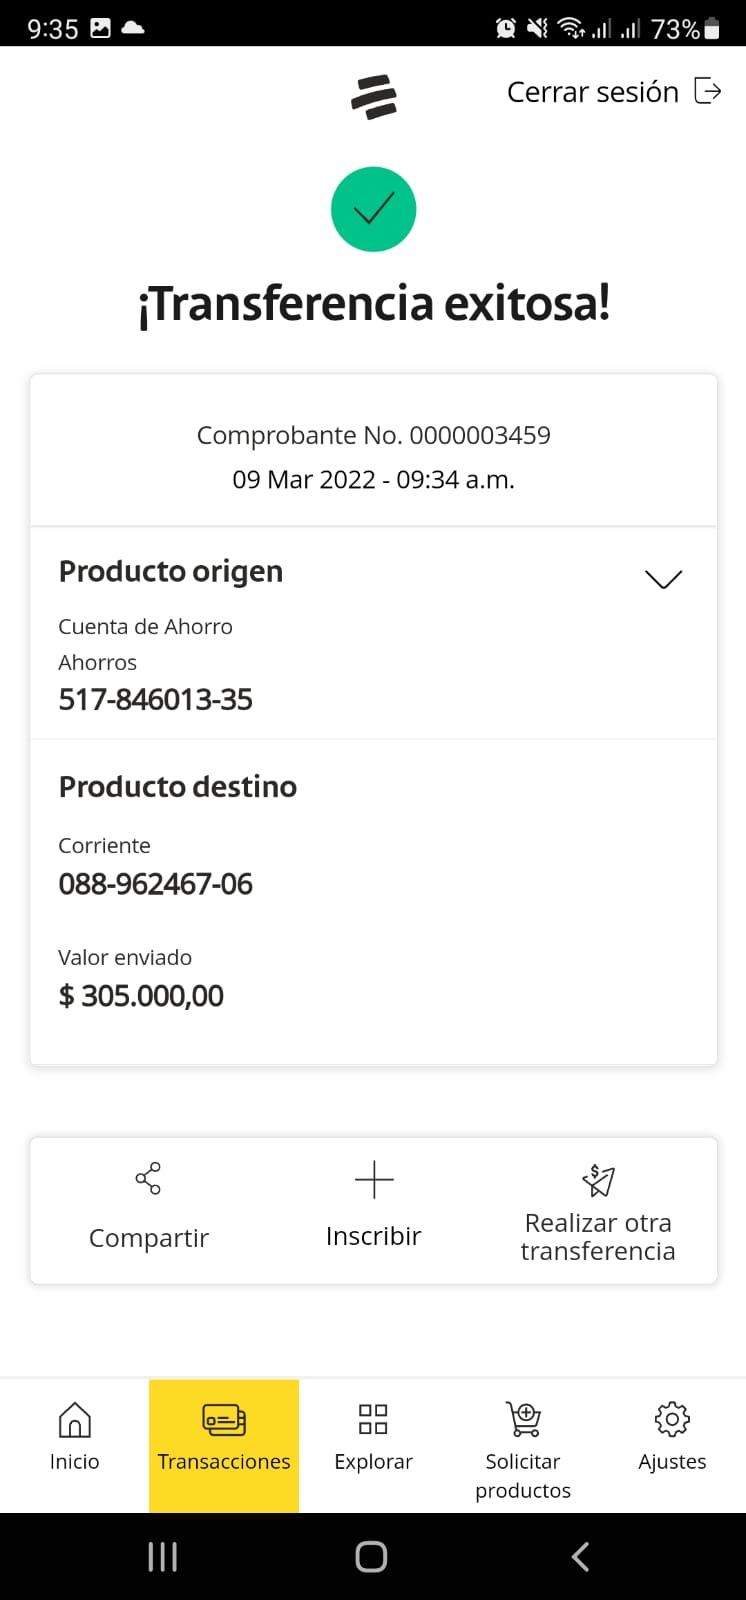 9:35
73%
Cerrar sesión
¡Transferencia exitosa!
Comprobante No. 0000003459
09 Mar 2022 - 09:34 a.m.
Producto origen
Cuenta de Ahorro
Ahorros
517-846013-35
Producto destino
Corriente
088-962467-06
Valor enviado
$ 305.000,00
Compartir
Inscribir
Realizar otra
transferencia
Inicio
Transacciones
Explorar
Solicitar
productos
Ajustes